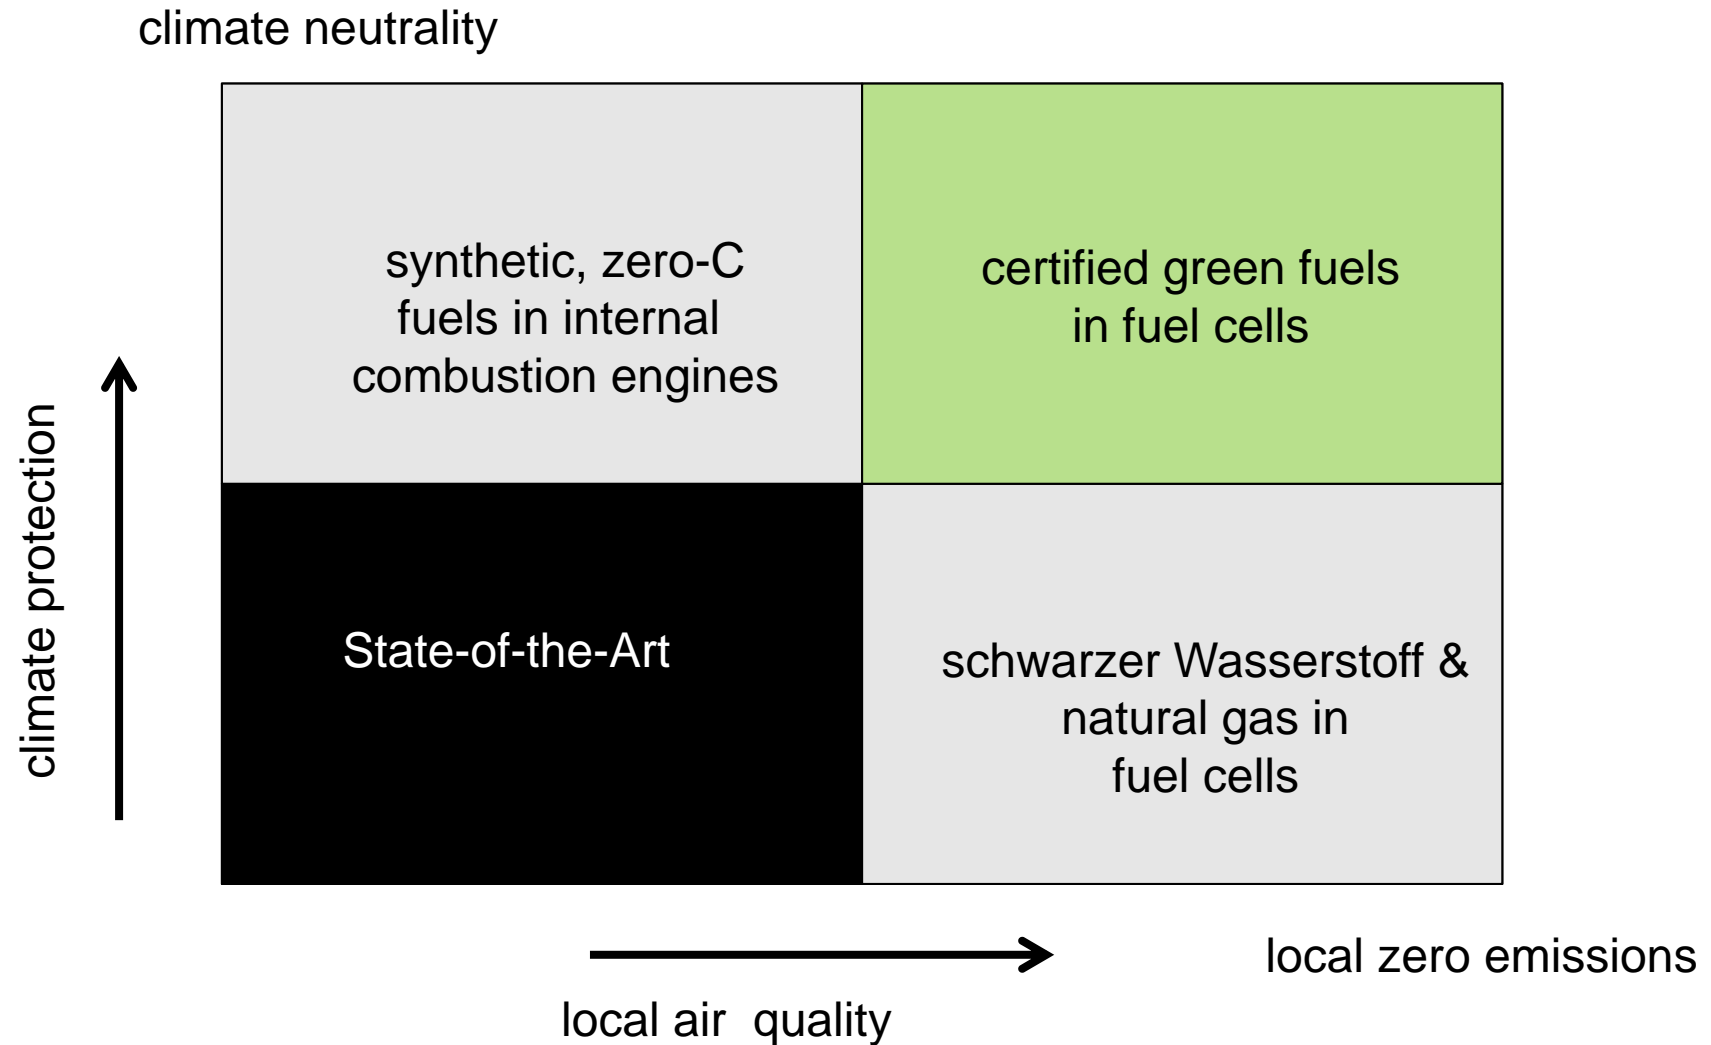 climate neutrality
synthetic, zero-C
fuels in internal
combustion engines
certified green fuels
in fuel cells
climate protection
State-of-the-Art
schwarzer Wasserstoff &
natural gas in
fuel cells
local zero emissions
local air quality